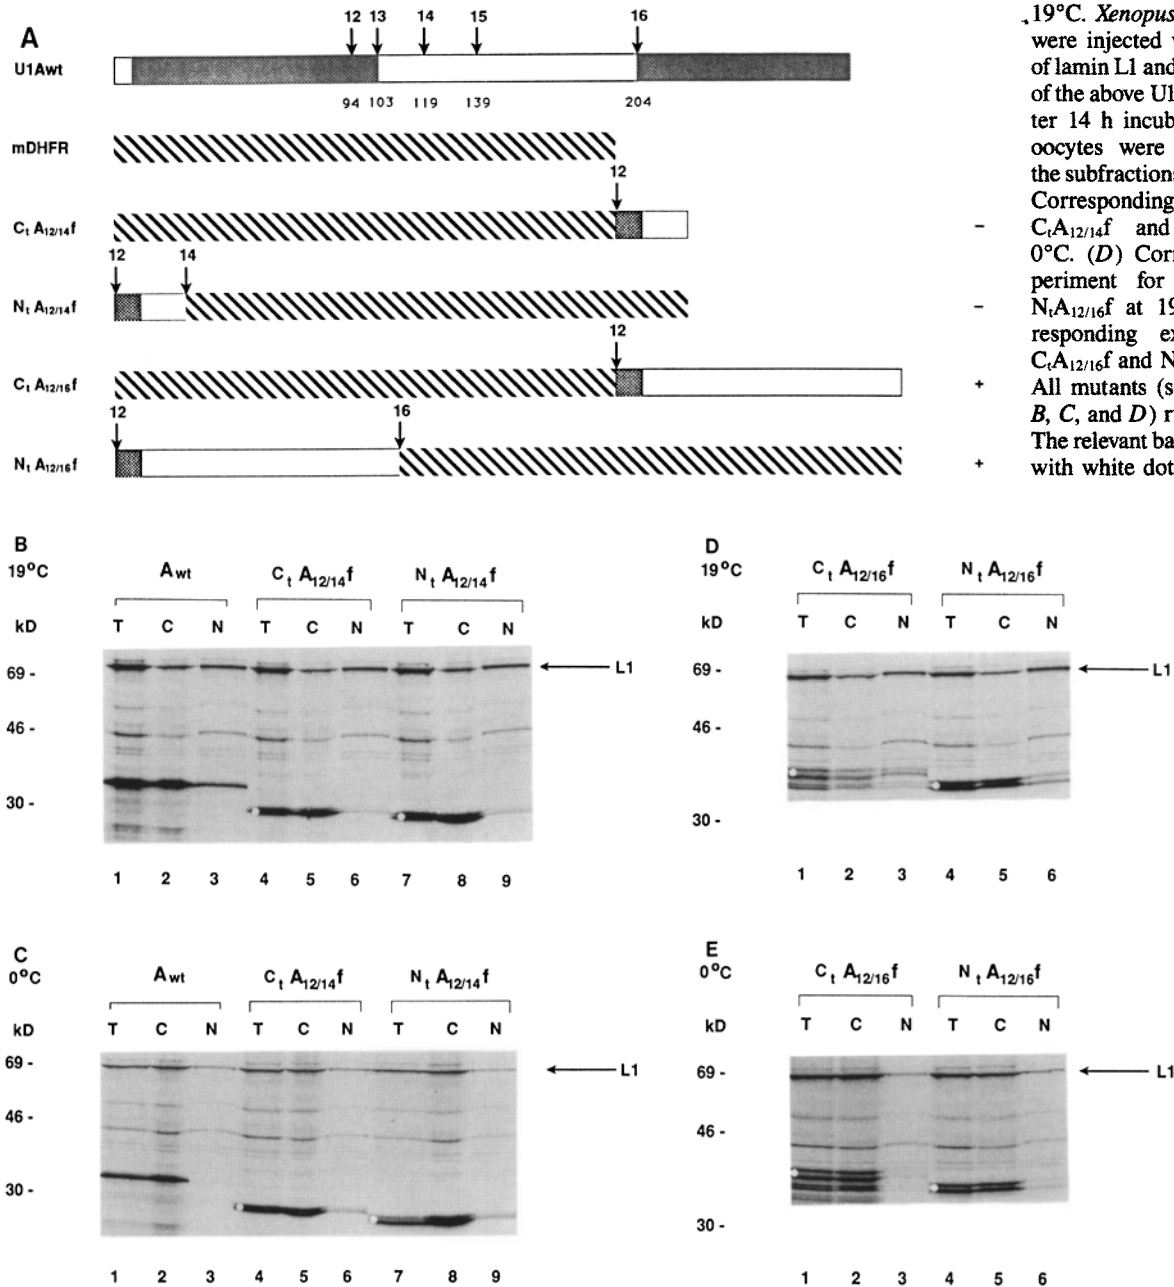 A
12 13 14 15 16
U1Awt
94 103 119 139 204
mDHFR
12
CtA12/14f -
12 14
NtA12/14f -
12
CtA12/16f +
12 16
NtA12/16f +
19°C. Xenopus
were injected
of lamin L1 and
of the above U1
ter 14 h incub
oocytes were
the subfractions
Corresponding
CtA12/14f and
0°C. (D) Corr
periment for
NtA12/16f at 19
responding ex
CtA12/16f and N
All mutants (s
B, C, and D) r
The relevant ba
with white dot
B
19°C
Awt CtA12/14f NtA12/14f
kD T C N T C N T C N
69 -
L1
46 -
30 -
1 2 3 4 5 6 7 8 9
D
19°C
CtA12/16f NtA12/16f
kD T C N T C N
69 -
L1
46 -
30 -
1 2 3 4 5 6
C
0°C
Awt CtA12/14f NtA12/14f
kD T C N T C N T C N
69 -
L1
46 -
30 -
1 2 3 4 5 6 7 8 9
E
0°C
CtA12/16f NtA12/16f
kD T C N T C N
69 -
L1
46 -
30 -
1 2 3 4 5 6